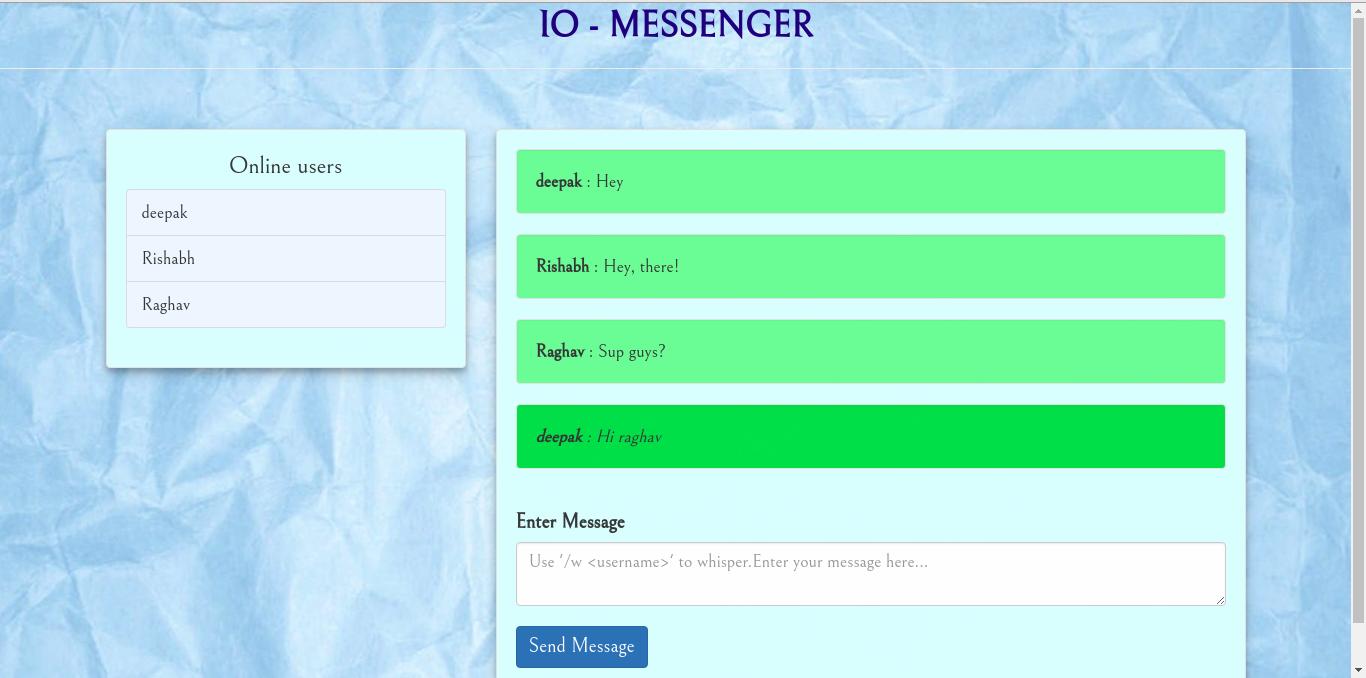 IO - MESSENGER
Online users
deepak
Rishabh
Raghav
deepak : Hey
Rishabh : Hey, there!
Raghav : Sup guys?
deepak : Hi raghav
Enter Message
Use '/w <username>' to whisper.Enter your message here...
Send Message